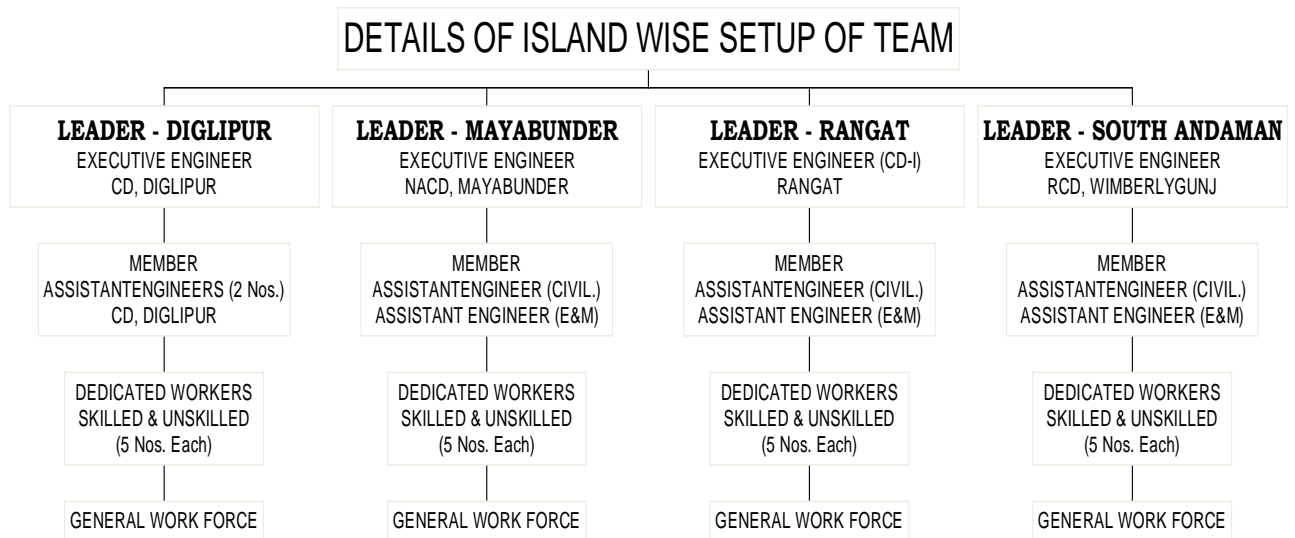 DETAILS OF ISLAND WISE SETUP OF TEAM
LEADER - DIGLIPUR
EXECUTIVE ENGINEER
CD, DIGLIPUR
LEADER - MAYABUNDER
EXECUTIVE ENGINEER
NACD, MAYABUNDER
LEADER - RANGAT
EXECUTIVE ENGINEER (CD-I)
RANGAT
LEADER - SOUTH ANDAMAN
EXECUTIVE ENGINEER
RCD, WIMBERLYGUNJ
MEMBER
ASSISTANTENGINEERS (2 Nos.)
CD, DIGLIPUR
MEMBER
ASSISTANTENGINEER (CIVIL.)
ASSISTANT ENGINEER (E&M)
MEMBER
ASSISTANTENGINEER (CIVIL.)
ASSISTANT ENGINEER (E&M)
MEMBER
ASSISTANTENGINEER (CIVIL.)
ASSISTANT ENGINEER (E&M)
DEDICATED WORKERS
SKILLED & UNSKILLED
(5 Nos. Each)
DEDICATED WORKERS
SKILLED & UNSKILLED
(5 Nos. Each)
DEDICATED WORKERS
SKILLED & UNSKILLED
(5 Nos. Each)
DEDICATED WORKERS
SKILLED & UNSKILLED
(5 Nos. Each)
GENERAL WORK FORCE
GENERAL WORK FORCE
GENERAL WORK FORCE
GENERAL WORK FORCE